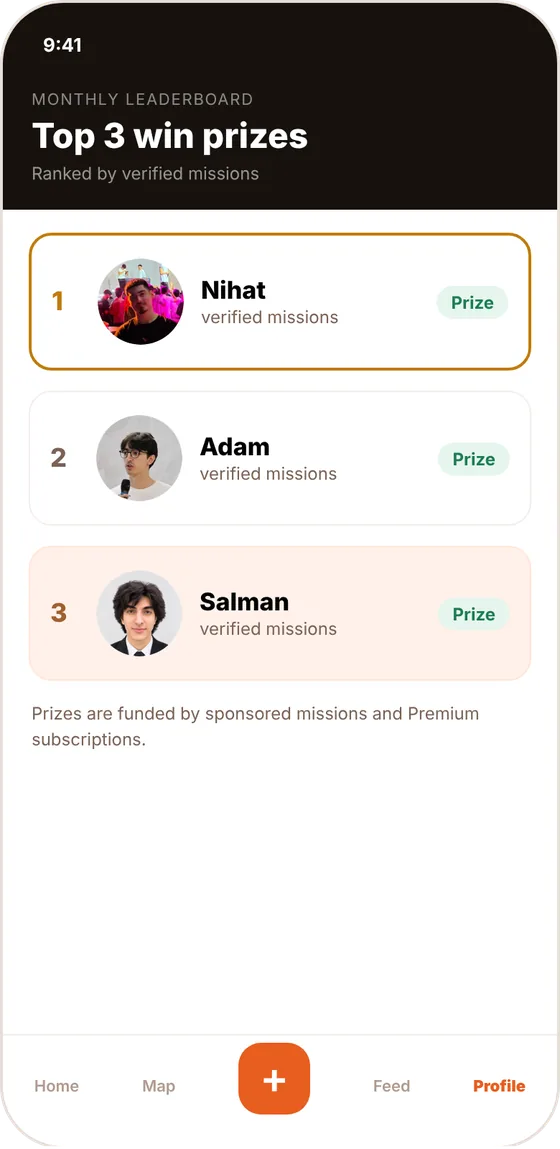 9:41
MONTHLY LEADERBOARD
Top 3 win prizes
Ranked by verified missions
1
Nihat
verified missions
Prize
2
Adam
verified missions
Prize
3
Salman
verified missions
Prize
Prizes are funded by sponsored missions and Premium
subscriptions.
Home
Map
+
Feed
Profile